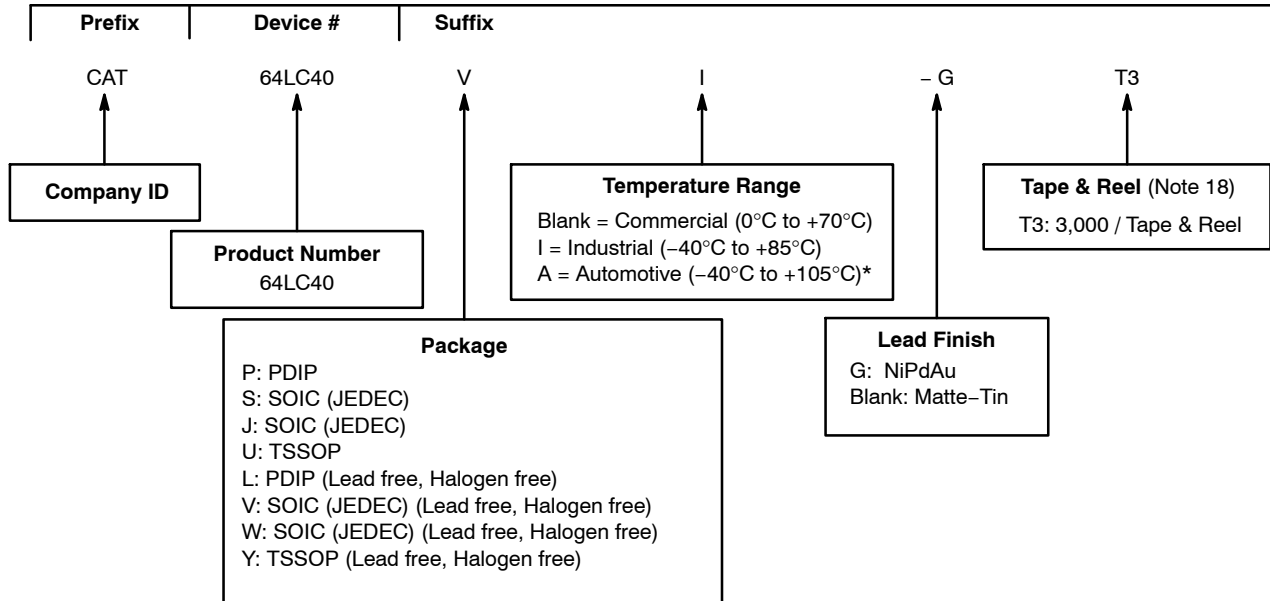 Prefix Device # Suffix
CAT 64LC40 V I – G T3
Company ID
Product Number
64LC40
Temperature Range
Blank = Commercial (0°C to +70°C)
I = Industrial (−40°C to +85°C)
A = Automotive (−40°C to +105°C)*
Tape & Reel (Note 18)
T3: 3,000 / Tape & Reel
Package
P: PDIP
S: SOIC (JEDEC)
J: SOIC (JEDEC)
U: TSSOP
L: PDIP (Lead free, Halogen free)
V: SOIC (JEDEC) (Lead free, Halogen free)
W: SOIC (JEDEC) (Lead free, Halogen free)
Y: TSSOP (Lead free, Halogen free)
Lead Finish
G: NiPdAu
Blank: Matte−Tin